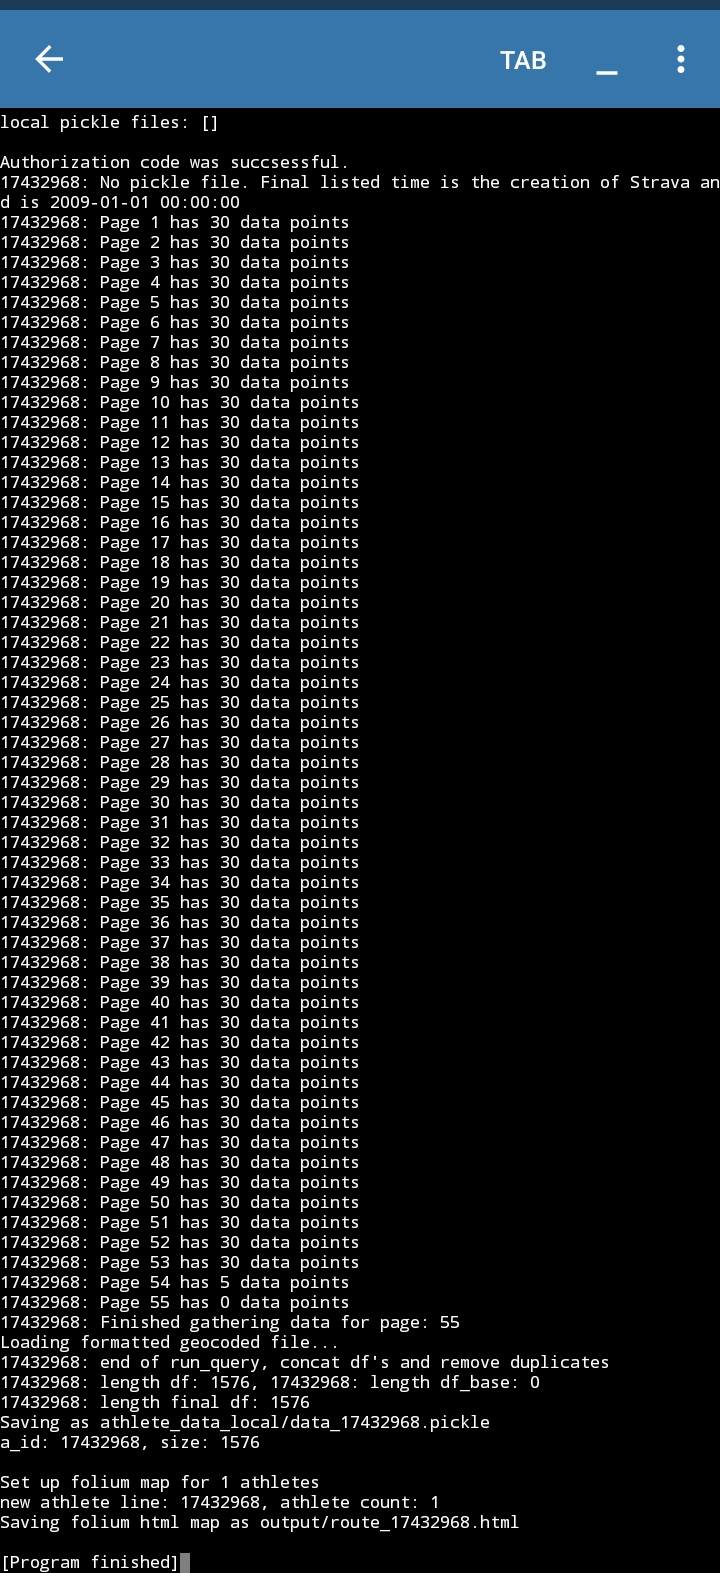 TAB _
local pickle files: []
Authorization code was succsessful.
17432968: No pickle file. Final listed time is the creation of Strava an
d is 2009-01-01 00:00:00
17432968: Page 1 has 30 data points
17432968: Page 2 has 30 data points
17432968: Page 3 has 30 data points
17432968: Page 4 has 30 data points
17432968: Page 5 has 30 data points
17432968: Page 6 has 30 data points
17432968: Page 7 has 30 data points
17432968: Page 8 has 30 data points
17432968: Page 9 has 30 data points
17432968: Page 10 has 30 data points
17432968: Page 11 has 30 data points
17432968: Page 12 has 30 data points
17432968: Page 13 has 30 data points
17432968: Page 14 has 30 data points
17432968: Page 15 has 30 data points
17432968: Page 16 has 30 data points
17432968: Page 17 has 30 data points
17432968: Page 18 has 30 data points
17432968: Page 19 has 30 data points
17432968: Page 20 has 30 data points
17432968: Page 21 has 30 data points
17432968: Page 22 has 30 data points
17432968: Page 23 has 30 data points
17432968: Page 24 has 30 data points
17432968: Page 25 has 30 data points
17432968: Page 26 has 30 data points
17432968: Page 27 has 30 data points
17432968: Page 28 has 30 data points
17432968: Page 29 has 30 data points
17432968: Page 30 has 30 data points
17432968: Page 31 has 30 data points
17432968: Page 32 has 30 data points
17432968: Page 33 has 30 data points
17432968: Page 34 has 30 data points
17432968: Page 35 has 30 data points
17432968: Page 36 has 30 data points
17432968: Page 37 has 30 data points
17432968: Page 38 has 30 data points
17432968: Page 39 has 30 data points
17432968: Page 40 has 30 data points
17432968: Page 41 has 30 data points
17432968: Page 42 has 30 data points
17432968: Page 43 has 30 data points
17432968: Page 44 has 30 data points
17432968: Page 45 has 30 data points
17432968: Page 46 has 30 data points
17432968: Page 47 has 30 data points
17432968: Page 48 has 30 data points
17432968: Page 49 has 30 data points
17432968: Page 50 has 30 data points
17432968: Page 51 has 30 data points
17432968: Page 52 has 30 data points
17432968: Page 53 has 30 data points
17432968: Page 54 has 5 data points
17432968: Page 55 has 0 data points
17432968: Finished gathering data for page: 55
Loading formatted geocoded file...
17432968: end of run_query, concat df's and remove duplicates
17432968: length df: 1576, 17432968: length df_base: 0
17432968: length final df: 1576
Saving as athlete_data_local/data_17432968.pickle
a_id: 17432968, size: 1576
Set up folium map for 1 athletes
new athlete line: 17432968, athlete count: 1
Saving folium html map as output/route_17432968.html
[Program finished]